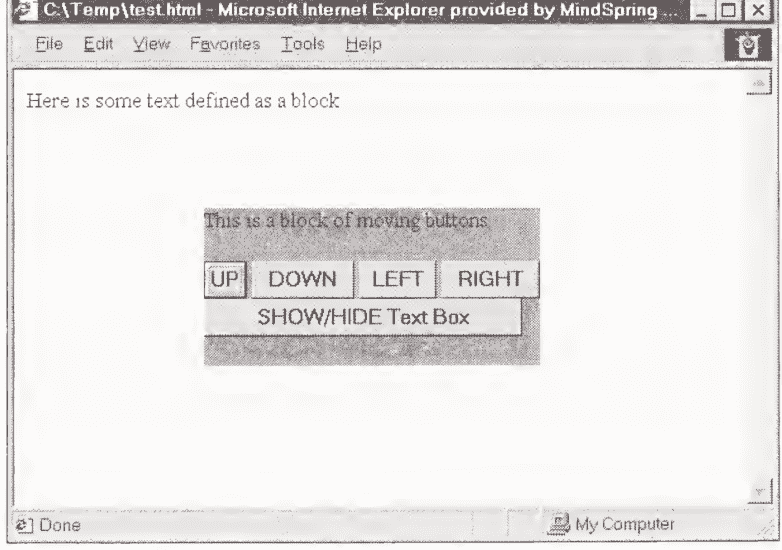 C:\Temp\test.html - Microsoft Internet Explorer provided by MindSpring ...
File Edit View Favorites Tools Help
Here is some text defined as a block
This is a block of moving buttons
UP DOWN LEFT RIGHT
SHOW/HIDE Text Box
Done My Computer